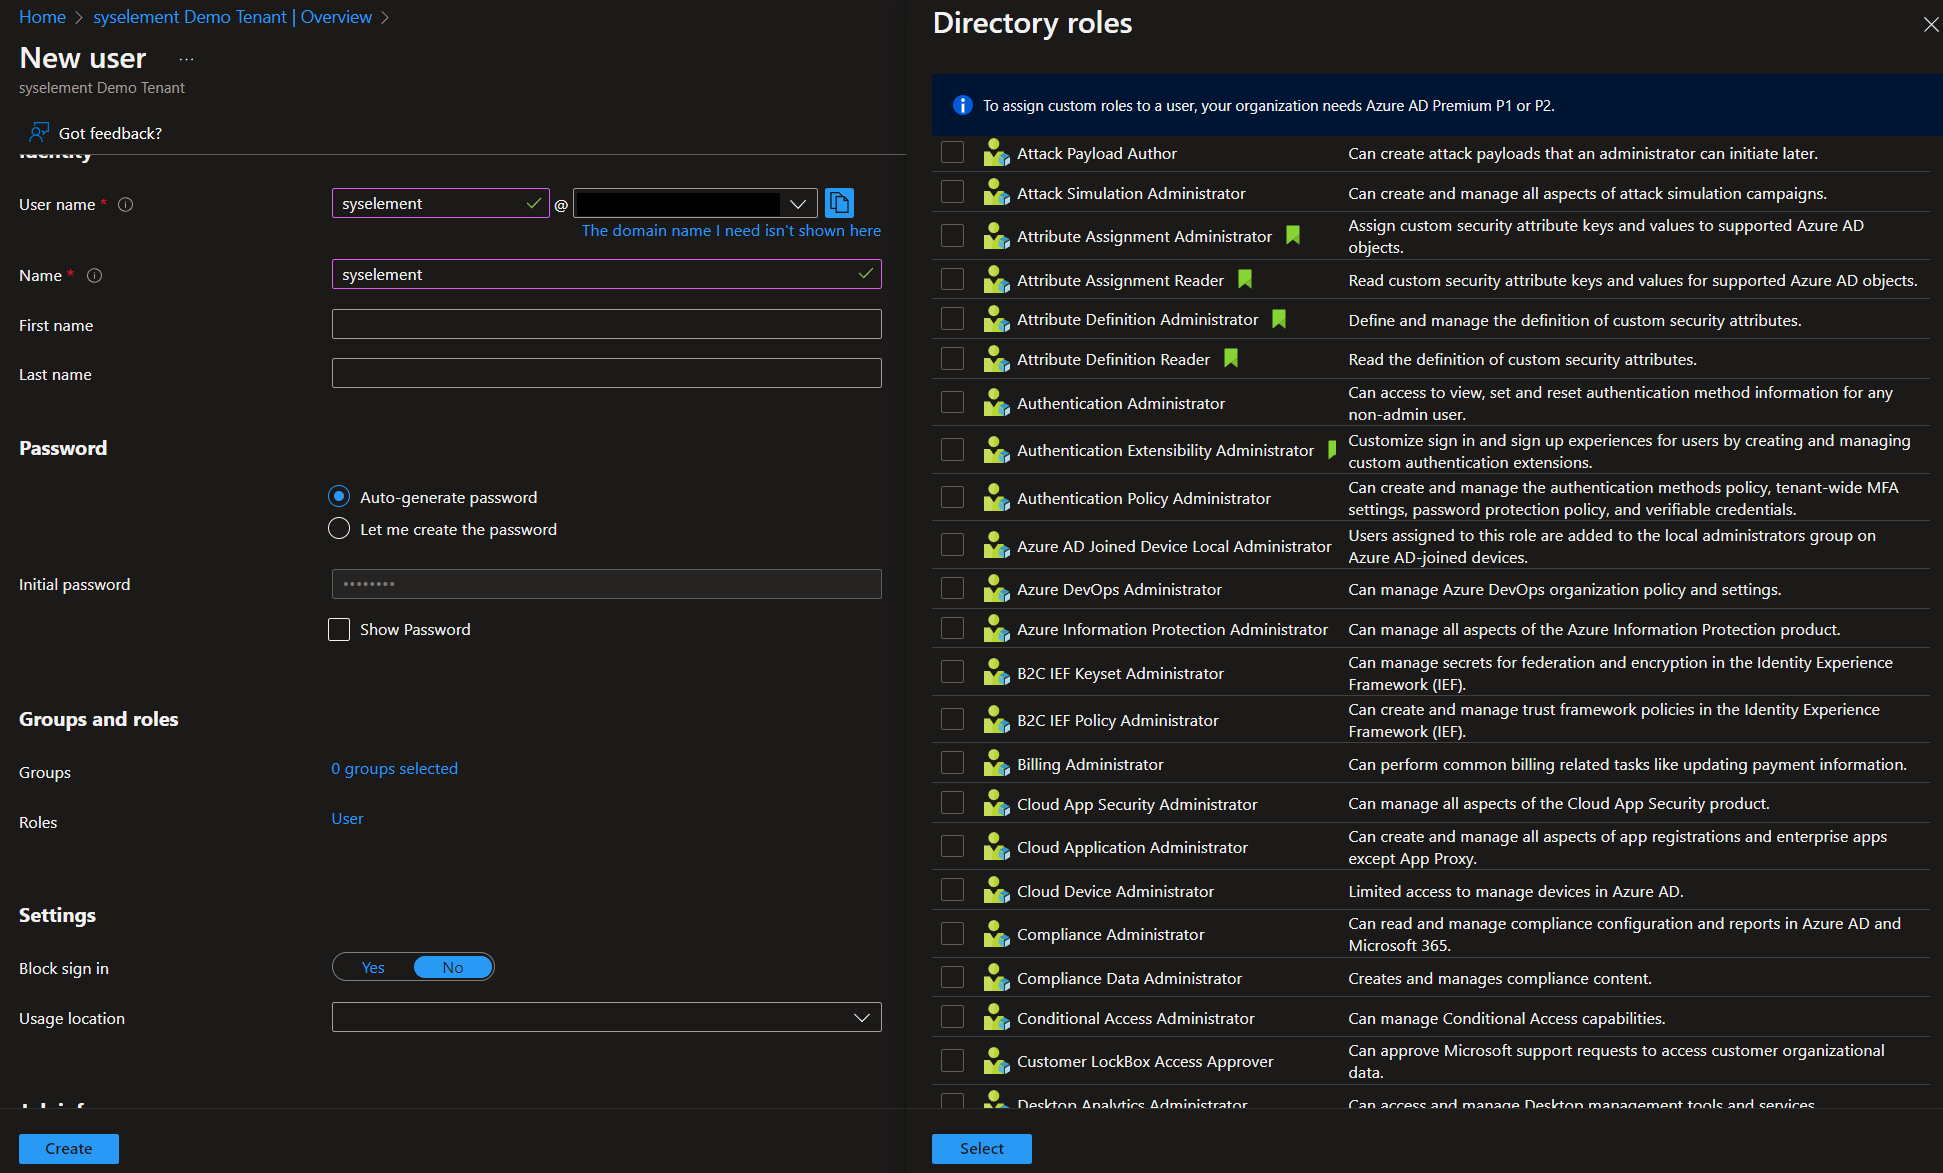 Home > syselement Demo Tenant | Overview >
New user ...
syselement Demo Tenant
Got feedback?
Identity
User name *
syselement @
The domain name I need isn't shown here
Name *
syselement
First name
Last name
Password
Auto-generate password
Let me create the password
Initial password
••••••••
Show Password
Groups and roles
Groups
0 groups selected
Roles
User
Settings
Block sign in
Yes No
Usage location
Create
Directory roles
To assign custom roles to a user, your organization needs Azure AD Premium P1 or P2.
Attack Payload Author
Can create attack payloads that an administrator can initiate later.
Attack Simulation Administrator
Can create and manage all aspects of attack simulation campaigns.
Attribute Assignment Administrator
Assign custom security attribute keys and values to supported Azure AD
objects.
Attribute Assignment Reader
Read custom security attribute keys and values for supported Azure AD objects.
Attribute Definition Administrator
Define and manage the definition of custom security attributes.
Attribute Definition Reader
Read the definition of custom security attributes.
Authentication Administrator
Can access to view, set and reset authentication method information for any
non-admin user.
Authentication Extensibility Administrator
Customize sign in and sign up experiences for users by creating and managing
custom authentication extensions.
Authentication Policy Administrator
Can create and manage the authentication methods policy, tenant-wide MFA
settings, password protection policy, and verifiable credentials.
Azure AD Joined Device Local Administrator
Users assigned to this role are added to the local administrators group on
Azure AD-joined devices.
Azure DevOps Administrator
Can manage Azure DevOps organization policy and settings.
Azure Information Protection Administrator
Can manage all aspects of the Azure Information Protection product.
B2C IEF Keyset Administrator
Can manage secrets for federation and encryption in the Identity Experience
Framework (IEF).
B2C IEF Policy Administrator
Can create and manage trust framework policies in the Identity Experience
Framework (IEF).
Billing Administrator
Can perform common billing related tasks like updating payment information.
Cloud App Security Administrator
Can manage all aspects of the Cloud App Security product.
Cloud Application Administrator
Can create and manage all aspects of app registrations and enterprise apps
except App Proxy.
Cloud Device Administrator
Limited access to manage devices in Azure AD.
Compliance Administrator
Can read and manage compliance configuration and reports in Azure AD and
Microsoft 365.
Compliance Data Administrator
Creates and manages compliance content.
Conditional Access Administrator
Can manage Conditional Access capabilities.
Customer LockBox Access Approver
Can approve Microsoft support requests to access customer organizational
data.
Desktop Analytics Administrator
Can access and manage Desktop management tools and services.
Select